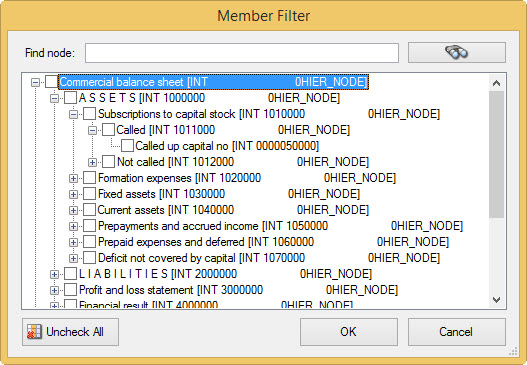 Member Filter
Find node:
Commercial balance sheet [INT 0HIER_NODE]
A S S E T S [INT 1000000 0HIER_NODE]
Subscriptions to capital stock [INT 1010000 0HIER_NODE]
Called [INT 1011000 0HIER_NODE]
Called up capital no [INT 0000050000]
Not called [INT 1012000 0HIER_NODE]
Formation expenses [INT 1020000 0HIER_NODE]
Fixed assets [INT 1030000 0HIER_NODE]
Current assets [INT 1040000 0HIER_NODE]
Prepayments and accrued income [INT 1050000 0HIER_NODE]
Prepaid expenses and deferred [INT 1060000 0HIER_NODE]
Deficit not covered by capital [INT 1070000 0HIER_NODE]
L I A B I L I T I E S [INT 2000000 0HIER_NODE]
Profit and loss statement [INT 3000000 0HIER_NODE]
Financial result [INT 4000000 0HIER_NODE]
Uncheck All OK Cancel